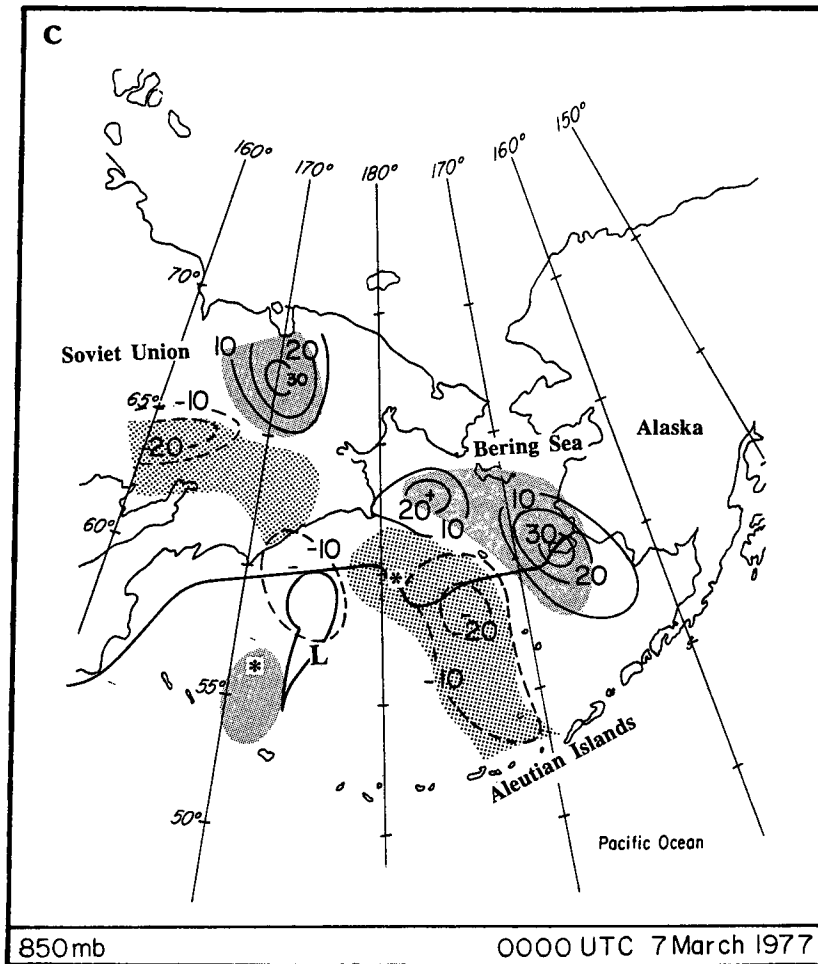 C
150°
160° 170° 180° 170° 160°
70°
Soviet Union
10 20
30
65° -10
-20
Alaska
Bering Sea
10
20 +
10
30
20
60°
-10
*
-20
L
*
-10
55°
Aleutian Islands
50°
Pacific Ocean
850mb 0000 UTC 7 March 1977